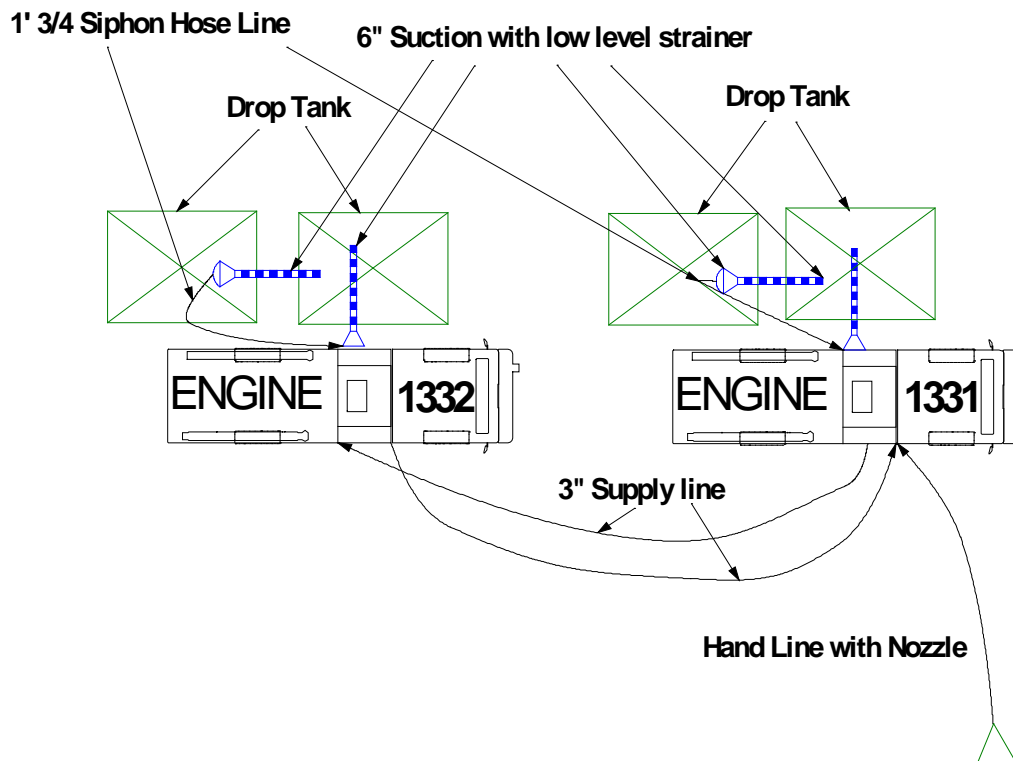 1' 3/4 Siphon Hose Line
6" Suction with low level strainer
Drop Tank
Drop Tank
ENGINE 1332
ENGINE 1331
3" Supply line
Hand Line with Nozzle